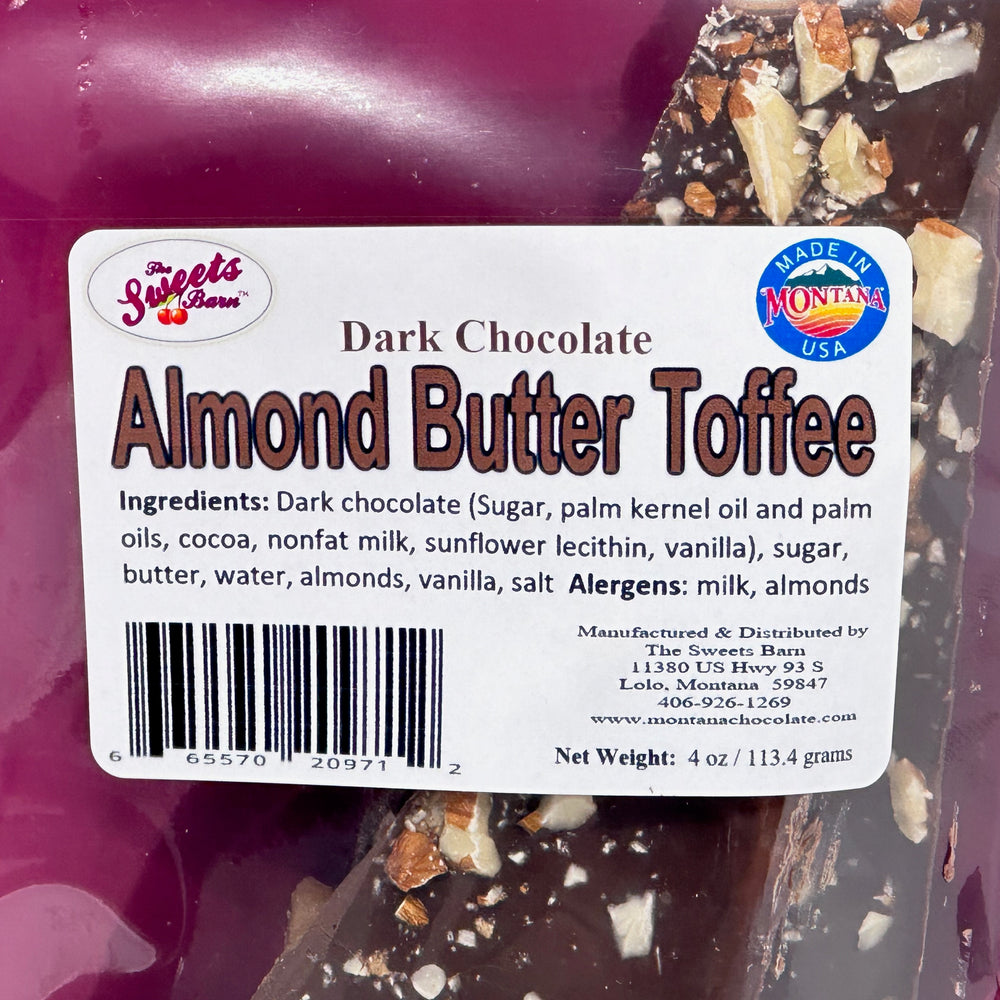 The
Sweets
Barn™
MADE IN
MONTANA
USA
Dark Chocolate
Almond Butter Toffee
Ingredients: Dark chocolate (Sugar, palm kernel oil and palm
oils, cocoa, nonfat milk, sunflower lecithin, vanilla), sugar,
butter, water, almonds, vanilla, salt Alergens: milk, almonds
Manufactured & Distributed by
The Sweets Barn
11380 US Hwy 93 S
Lolo, Montana 59847
406-926-1269
www.montanachocolate.com
Net Weight: 4 oz / 113.4 grams
6 65570 20971 2